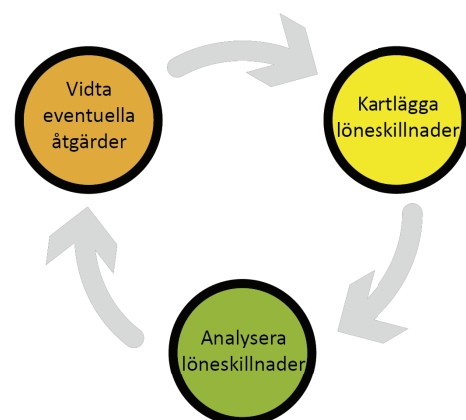 Vidta
eventuella
åtgärder
Kartlägga
löneskillnader
Analysera
löneskillnader